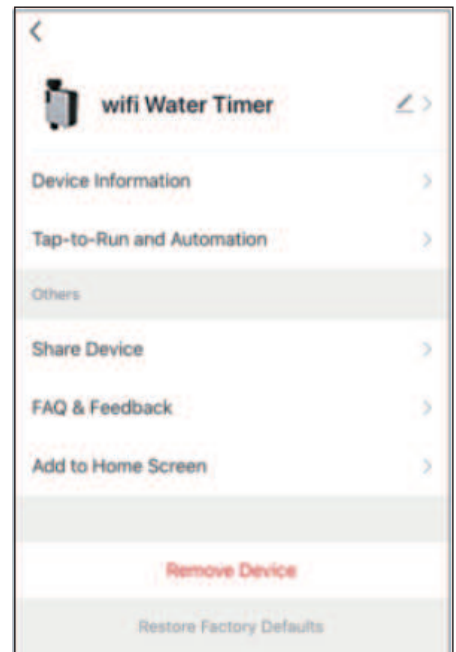 wifi Water Timer
Device Information
Tap-to-Run and Automation
Others
Share Device
FAQ & Feedback
Add to Home Screen
Remove Device
Restore Factory Defaults